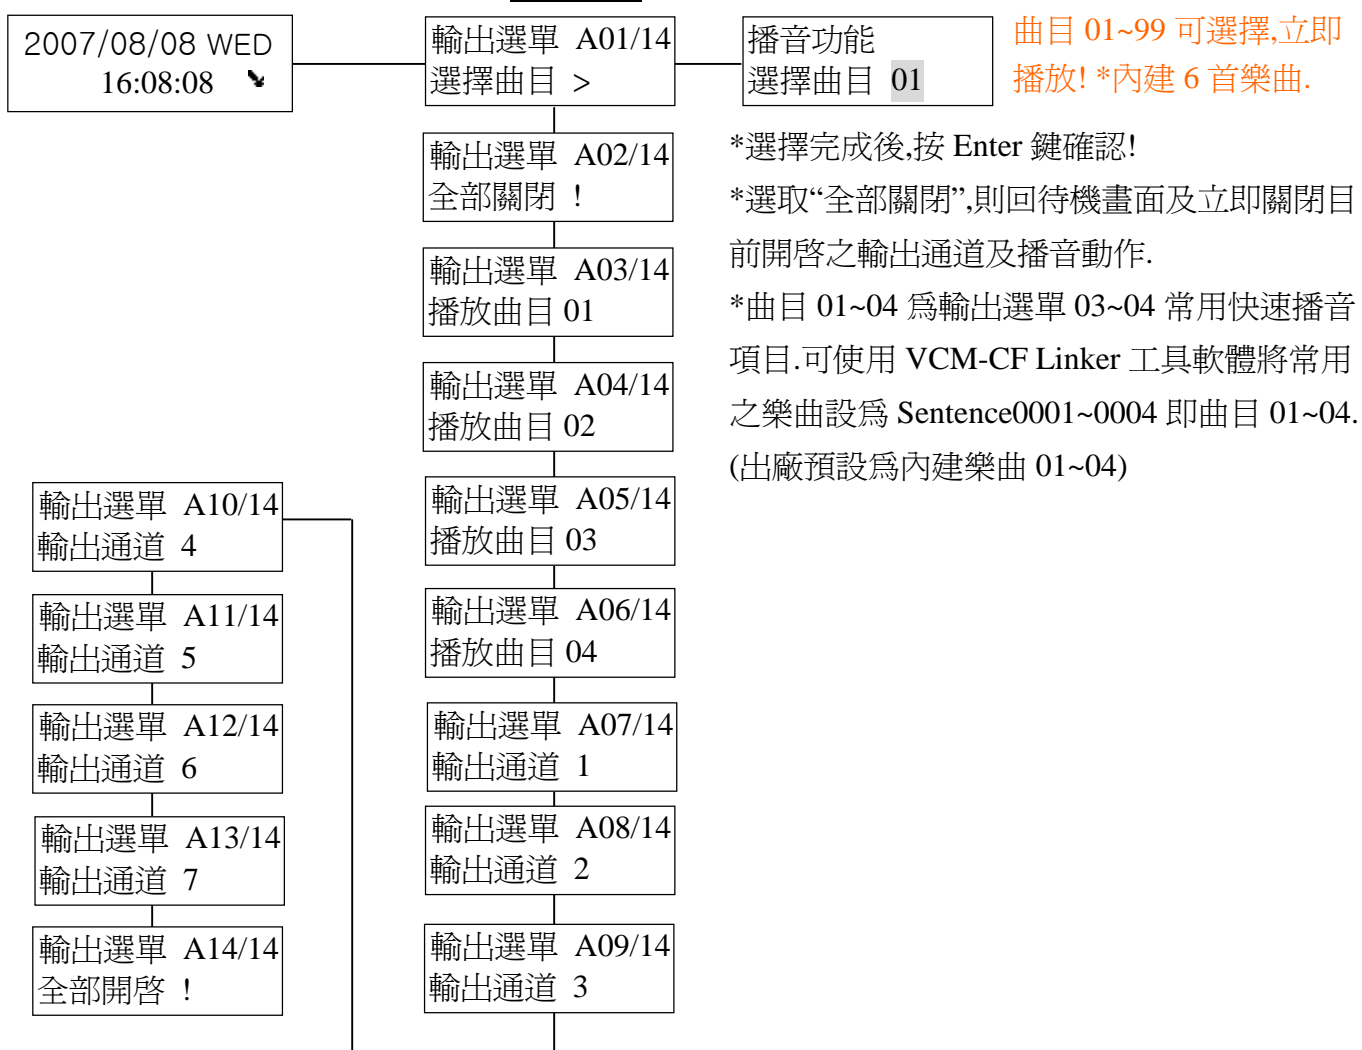 2007/08/08 WED
16:08:08
輸出選單 A01/14
選擇曲目 >
播音功能
選擇曲目 01
曲目 01~99 可選擇,立即
播放! *內建 6 首樂曲.
輸出選單 A02/14
全部關閉 !
輸出選單 A03/14
播放曲目 01
輸出選單 A04/14
播放曲目 02
輸出選單 A05/14
播放曲目 03
輸出選單 A06/14
播放曲目 04
輸出選單 A07/14
輸出通道 1
輸出選單 A08/14
輸出通道 2
輸出選單 A09/14
輸出通道 3
*選擇完成後,按 Enter 鍵確認!
*選取“全部關閉”,則回待機畫面及立即關閉目
前開啓之輸出通道及播音動作.
*曲目 01~04 爲輸出選單 03~04 常用快速播音
項目.可使用 VCM-CF Linker 工具軟體將常用
之樂曲設爲 Sentence0001~0004 即曲目 01~04.
(出廠預設爲內建樂曲 01~04)
輸出選單 A10/14
輸出通道 4
輸出選單 A11/14
輸出通道 5
輸出選單 A12/14
輸出通道 6
輸出選單 A13/14
輸出通道 7
輸出選單 A14/14
全部開啓 !